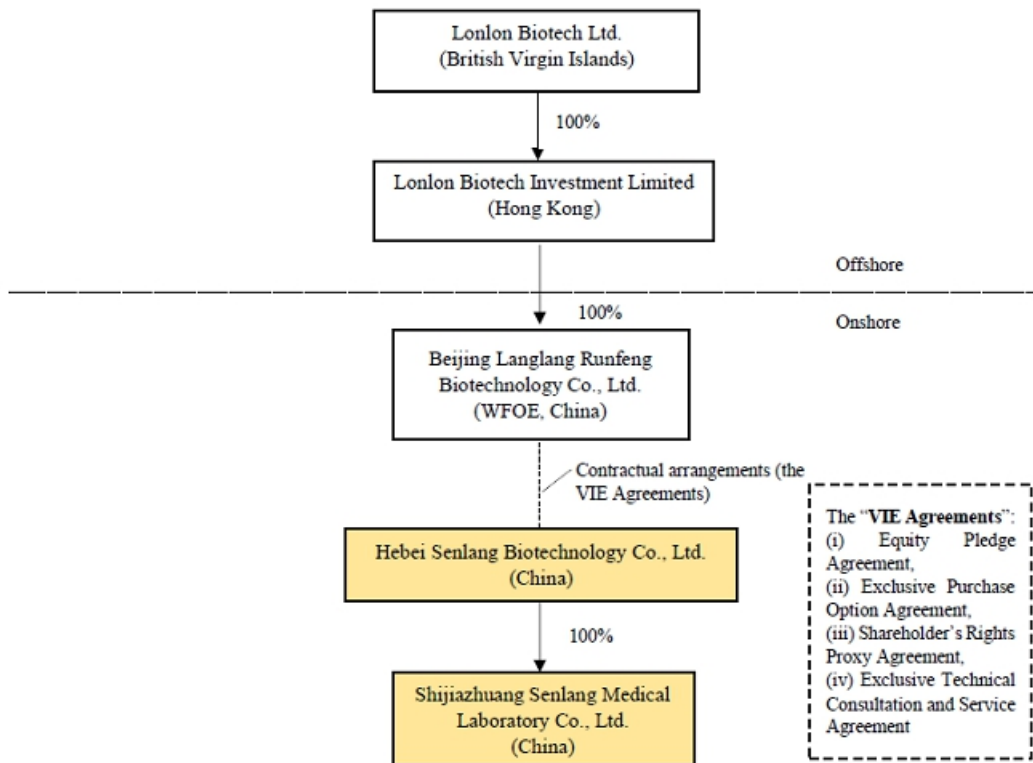 Lonlon Biotech Ltd.
(British Virgin Islands)
100%
Lonlon Biotech Investment Limited
(Hong Kong)
Offshore
100%
Onshore
Beijing Langlang Runfeng
Biotechnology Co., Ltd.
(WFOE, China)
Contractual arrangements (the
VIE Agreements)
Hebei Senlang Biotechnology Co., Ltd.
(China)
100%
Shijiazhuang Senlang Medical
Laboratory Co., Ltd.
(China)
The “VIE Agreements”:
(i) Equity Pledge
Agreement,
(ii) Exclusive Purchase
Option Agreement,
(iii) Shareholder’s Rights
Proxy Agreement,
(iv) Exclusive Technical
Consultation and Service
Agreement